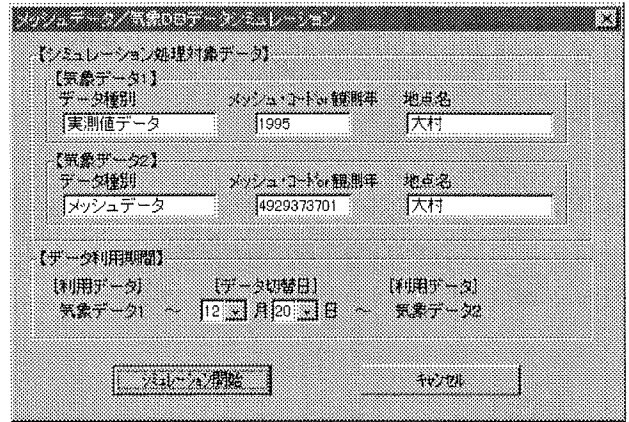 メッシュデータ/気象DBデータシミュレーション
【シミュレーション処理対象データ】
【気象データ1】
データ種別 メッシュ・コードor観測年 地点名
実測値データ 1995 大村
【気象データ2】
データ種別 メッシュ・コードor観測年 地点名
メッシュデータ 4929373701 大村
【データ利用期間】
[利用データ] [データ切替日] [利用データ]
気象データ1 ~ 12 月 20 日 ~ 気象データ2
シミュレーション開始 キャンセル